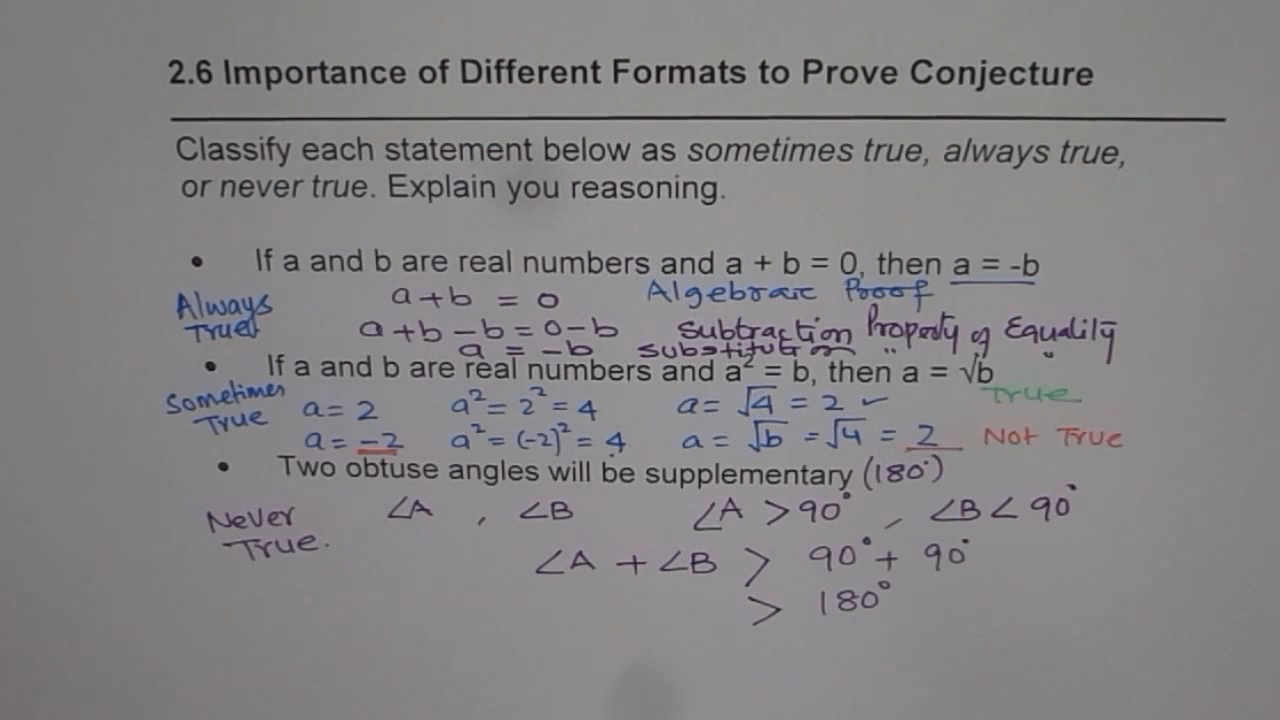 2.6 Importance of Different Formats to Prove Conjecture
Classify each statement below as sometimes true, always true,
or never true. Explain you reasoning.
• If a and b are real numbers and a + b = 0, then a = -b
Always a+b = 0 Algebraic Proof
True a+b-b=0-b Subtraction Property of Equality
a = -b substitution " "
• If a and b are real numbers and a² = b, then a = √b
Sometimes True a=2 a²=2²=4 a=√4=2 ✓ True
a=-2 a²=(-2)²=4 a=√b=√4=2 Not True
• Two obtuse angles will be supplementary (180°)
Never ∠A , ∠B ∠A >90° , ∠B<90°
True. ∠A + ∠B > 90°+ 90°
> 180°